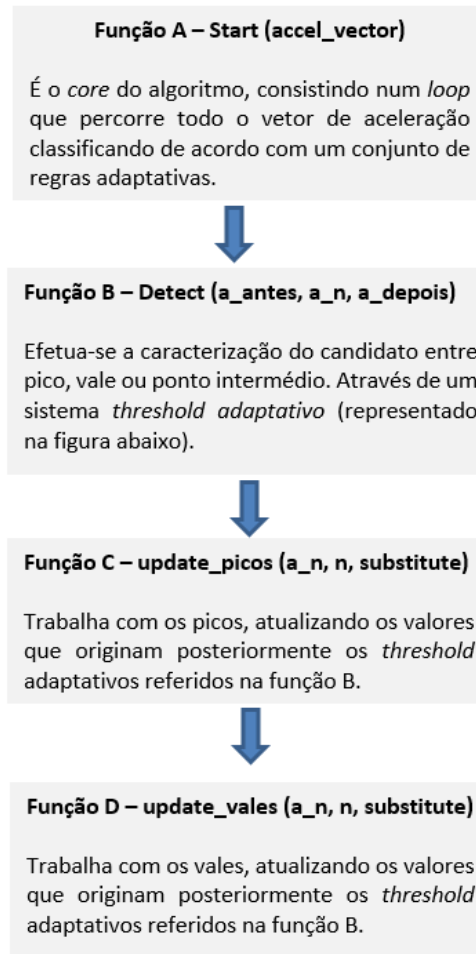 Função A – Start (accel_vector)
É o core do algoritmo, consistindo num loop
que percorre todo o vetor de aceleração
classificando de acordo com um conjunto de
regras adaptativas.
Função B – Detect (a_antes, a_n, a_depois)
Efetua-se a caracterização do candidato entre
pico, vale ou ponto intermédio. Através de um
sistema threshold adaptativo (representado
na figura abaixo).
Função C – update_picos (a_n, n, substitute)
Trabalha com os picos, atualizando os valores
que originam posteriormente os threshold
adaptativos referidos na função B.
Função D – update_vales (a_n, n, substitute)
Trabalha com os vales, atualizando os valores
que originam posteriormente os threshold
adaptativos referidos na função B.